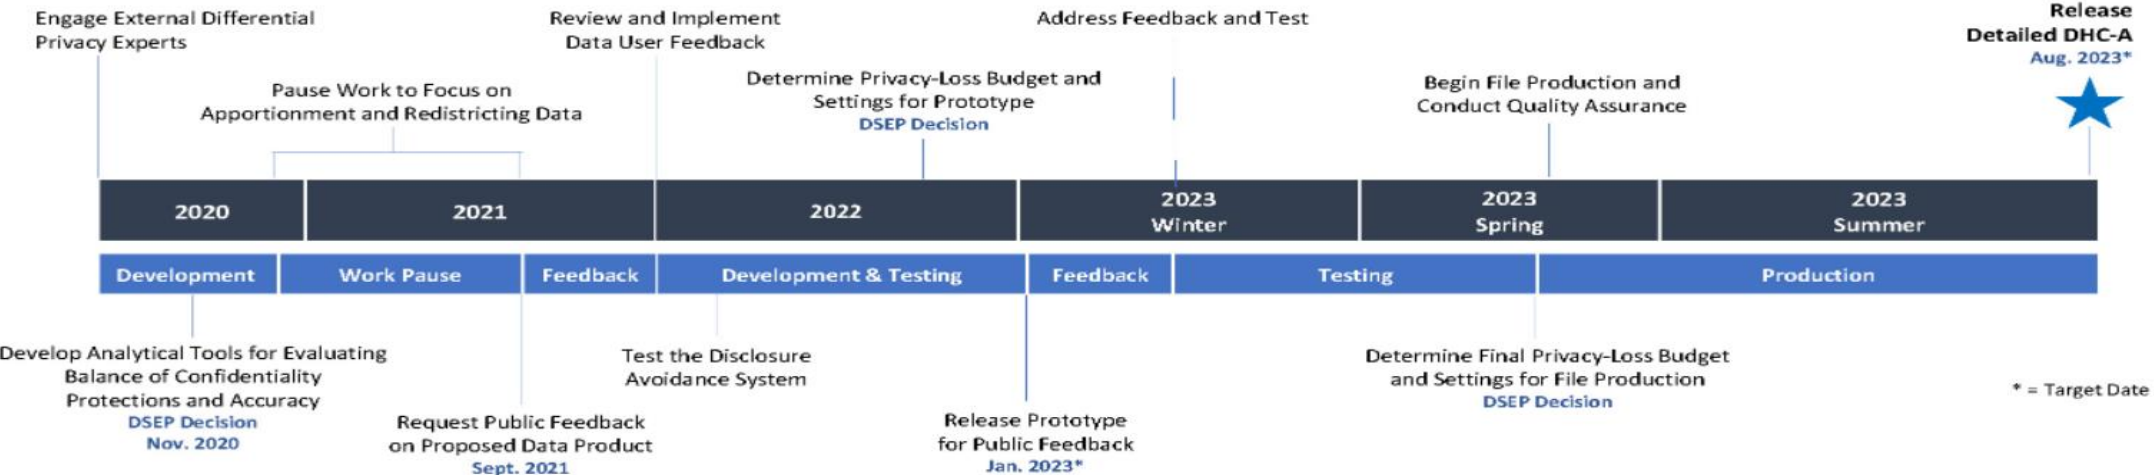 Engage External Differential
Privacy Experts
Review and Implement
Data User Feedback
Address Feedback and Test
Release
Detailed DHC-A
Aug. 2023*
Pause Work to Focus on
Apportionment and Redistricting Data
Determine Privacy-Loss Budget and
Settings for Prototype
DSEP Decision
Begin File Production and
Conduct Quality Assurance
2020
2021
2022
2023
Winter
2023
Spring
2023
Summer
Development
Work Pause
Feedback
Development & Testing
Feedback
Testing
Production
Develop Analytical Tools for Evaluating
Balance of Confidentiality
Protections and Accuracy
DSEP Decision
Nov. 2020
Request Public Feedback
on Proposed Data Product
Sept. 2021
Test the Disclosure
Avoidance System
Release Prototype
for Public Feedback
Jan. 2023*
Determine Final Privacy-Loss Budget
and Settings for File Production
DSEP Decision
* = Target Date